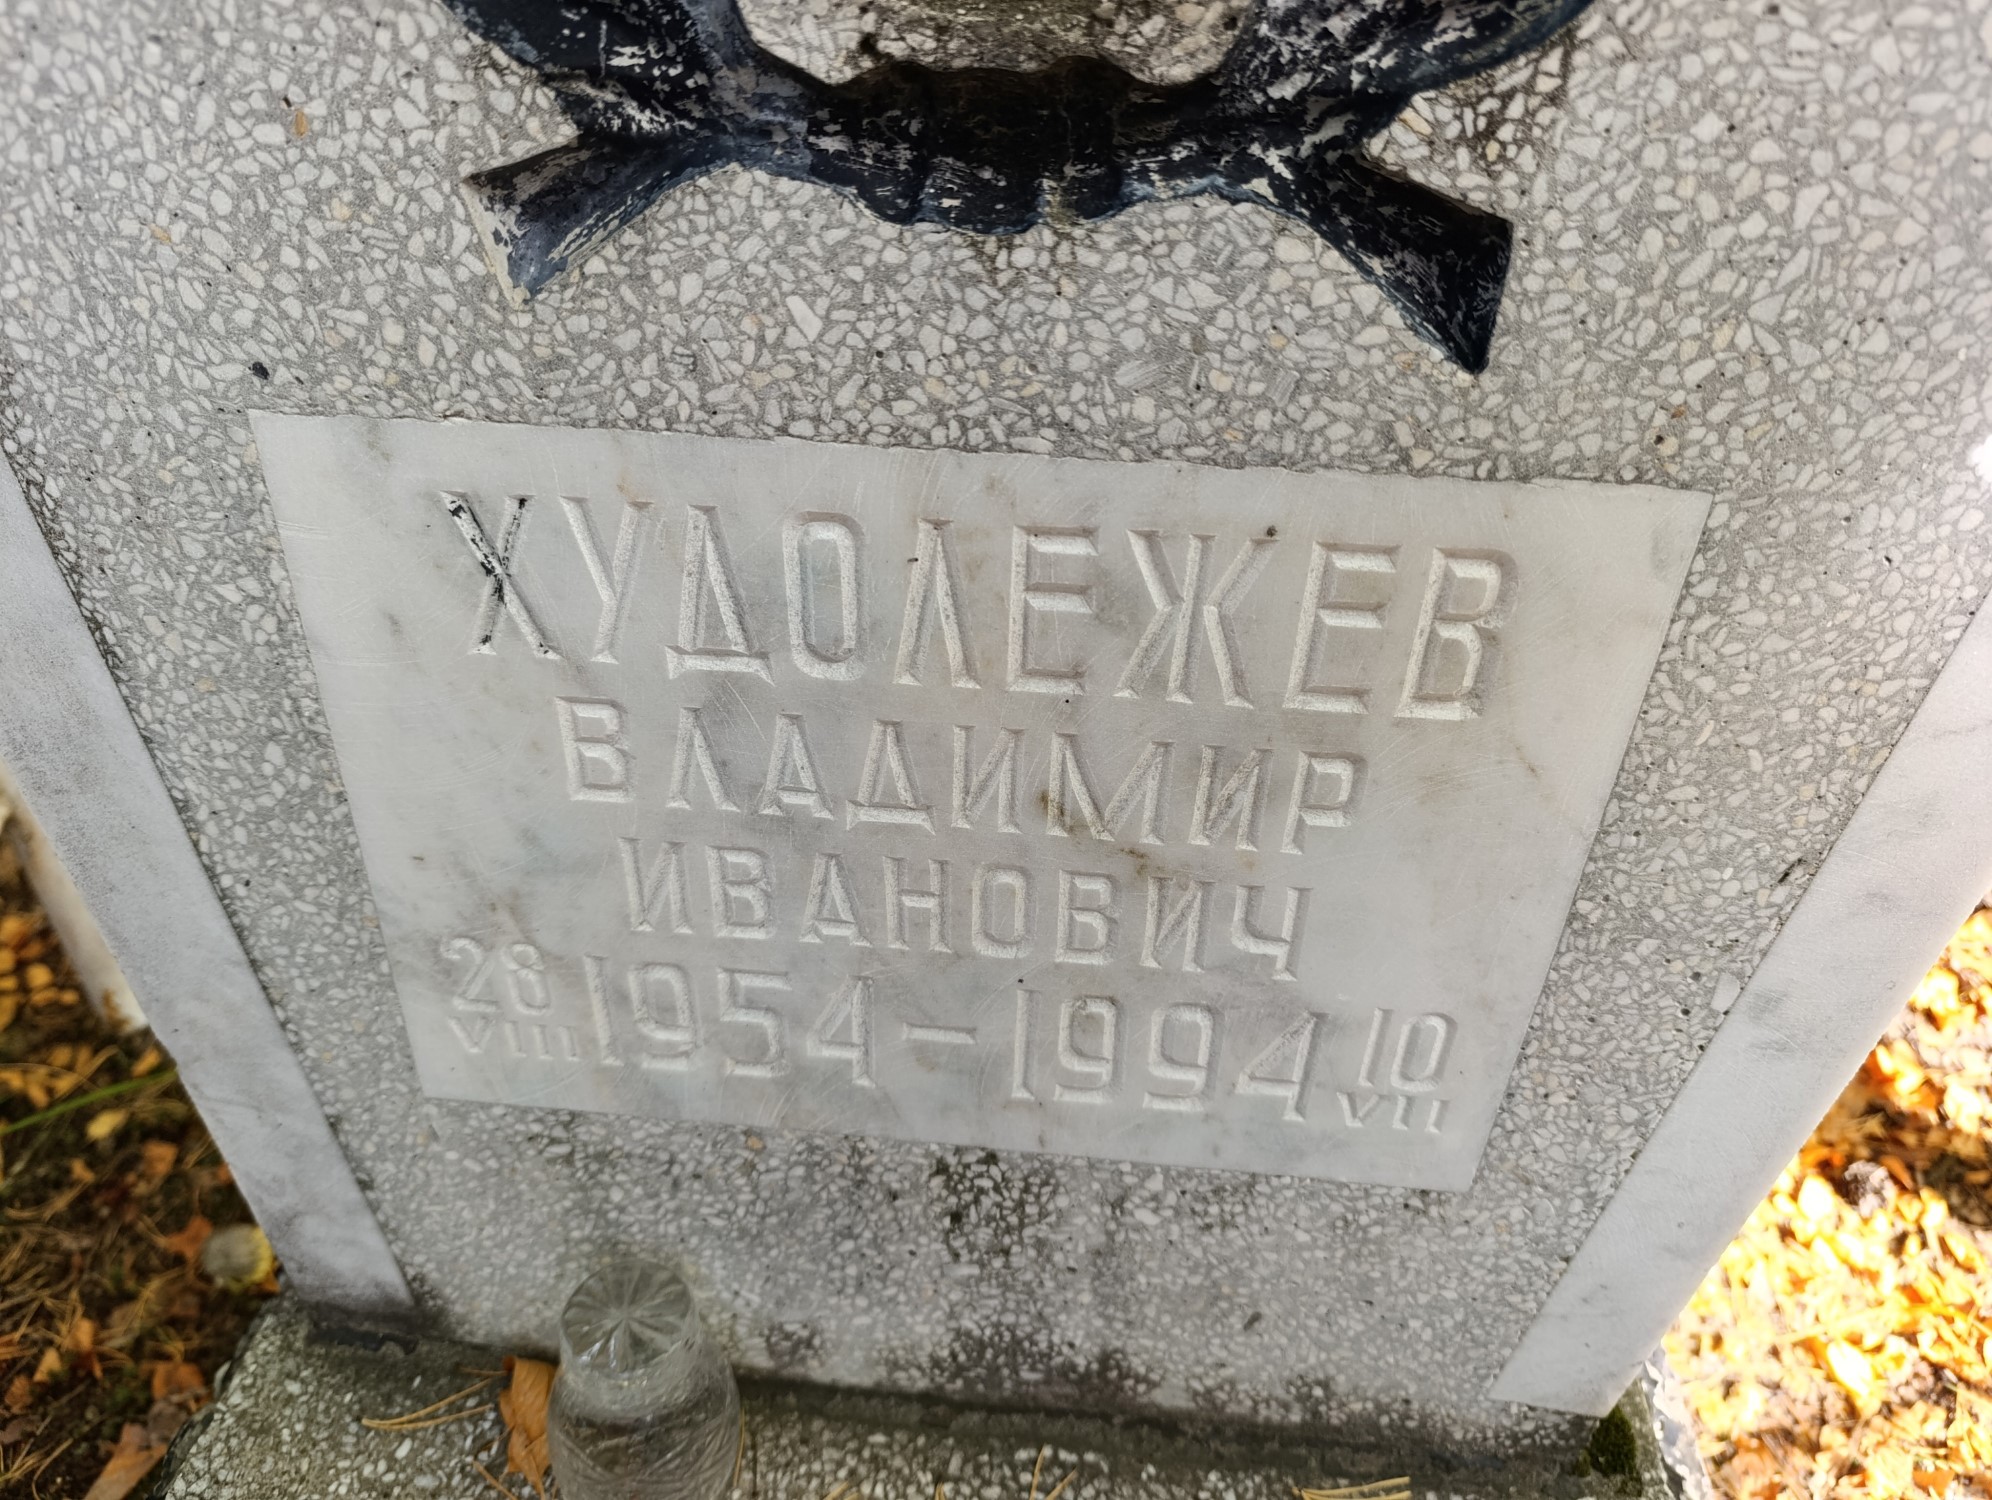 ХУДОЛЕЖЕВ
ВЛАДИМИР
ИВАНОВИЧ
28 VIII 1954 – 1994 10 VII